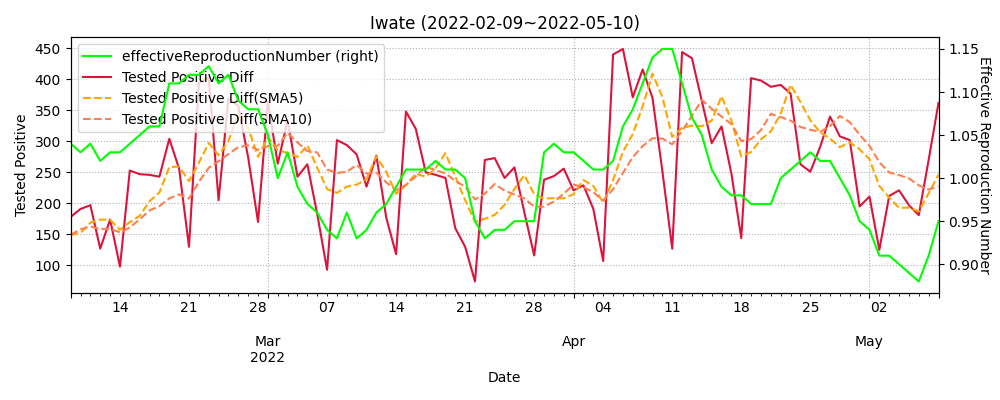 Iwate (2022-02-09~2022-05-10)
effectiveReproductionNumber (right)
Tested Positive Diff
Tested Positive Diff(SMA5)
Tested Positive Diff(SMA10)
Tested Positive
450
400
350
300
250
200
150
100
1.15
1.10
1.05
1.00
0.95
0.90
Effective Reproduction Number
14 21 28 07 14 21 28 04 11 18 25 02
Mar Apr May
2022
Date